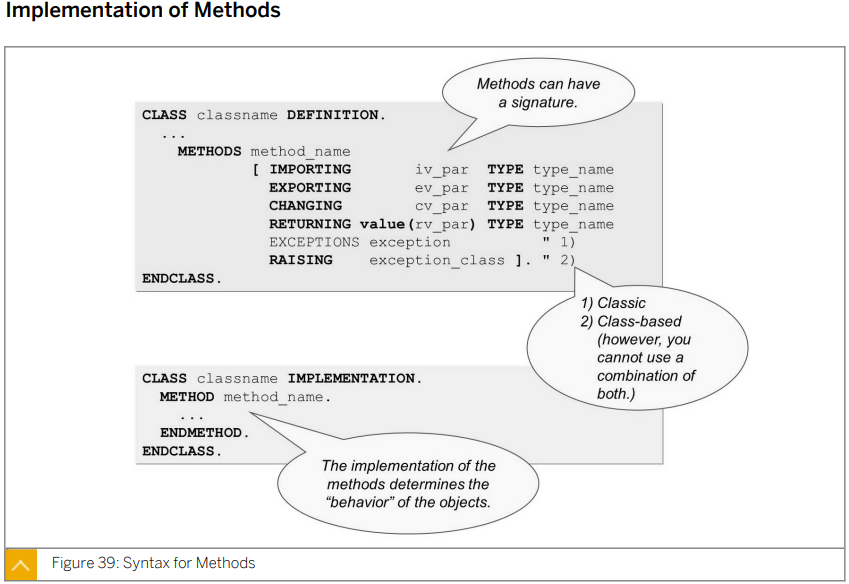 Implementation of Methods
Methods can have
a signature.
CLASS classname DEFINITION.
...
METHODS method_name
[ IMPORTING iv_par TYPE type_name
EXPORTING ev_par TYPE type_name
CHANGING cv_par TYPE type_name
RETURNING value(rv_par) TYPE type_name
EXCEPTIONS exception " 1)
RAISING exception_class ]. " 2)
ENDCLASS.
1) Classic
2) Class-based
(however, you
cannot use a
combination of
both.)
CLASS classname IMPLEMENTATION.
METHOD method_name.
...
ENDMETHOD.
ENDCLASS.
The implementation of the
methods determines the
“behavior” of the objects.
Figure 39: Syntax for Methods